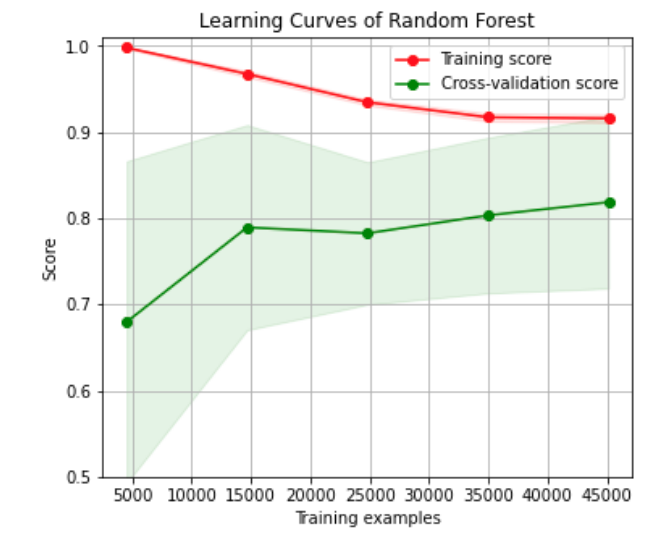 Learning Curves of Random Forest
Training score
Cross-validation score
1.0
0.9
0.8
0.7
0.6
0.5
Score
5000 10000 15000 20000 25000 30000 35000 40000 45000
Training examples